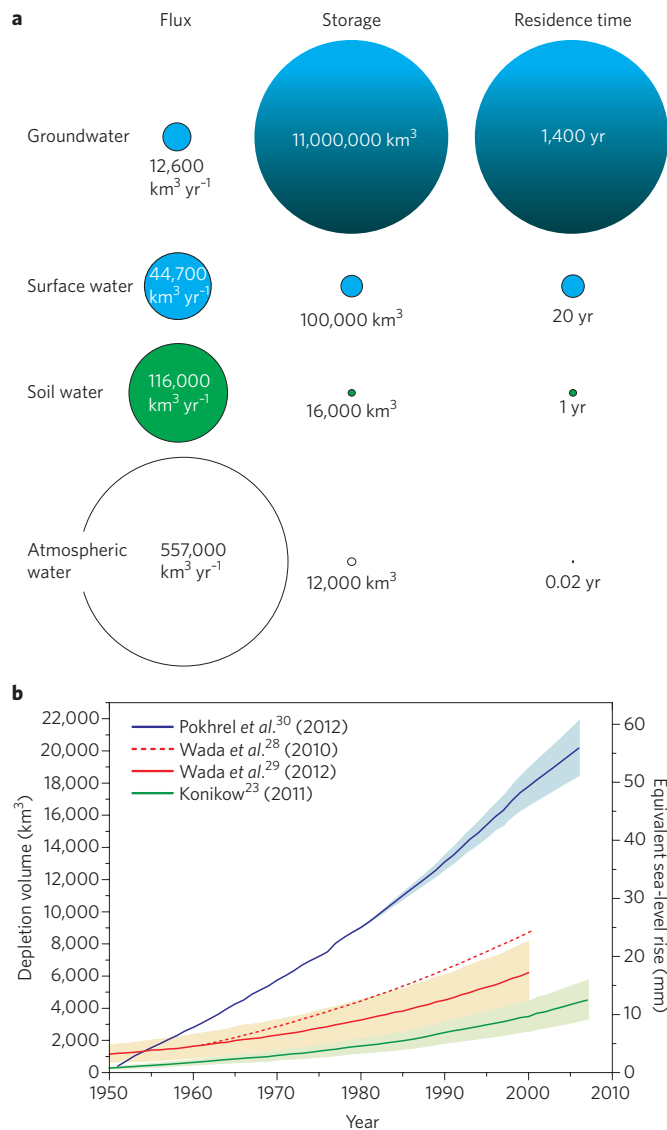 a
Flux Storage Residence time
Groundwater
12,600
km³ yr⁻¹
11,000,000 km³
1,400 yr
Surface water
44,700
km³ yr⁻¹
100,000 km³
20 yr
Soil water
116,000
km³ yr⁻¹
16,000 km³
1 yr
Atmospheric
water
557,000
km³ yr⁻¹
12,000 km³
0.02 yr
b
22,000
20,000
18,000
16,000
14,000
12,000
10,000
8,000
6,000
4,000
2,000
0
Depletion volume (km³)
Pokhrel et al.³⁰ (2012)
Wada et al.²⁸ (2010)
Wada et al.²⁹ (2012)
Konikow²³ (2011)
60
50
40
30
20
10
0
Equivalent sea-level rise (mm)
1950 1960 1970 1980 1990 2000 2010
Year